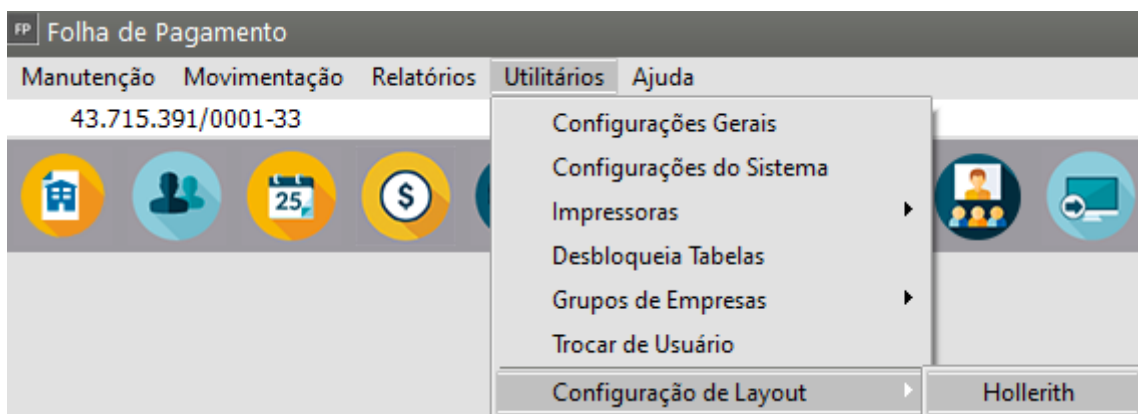 FP Folha de Pagamento
Manutenção Movimentação Relatórios Utilitários Ajuda
43.715.391/0001-33
Configurações Gerais
Configurações do Sistema
25
$
Impressoras
Desbloqueia Tabelas
Grupos de Empresas
Trocar de Usuário
Configuração de Layout Hollerith